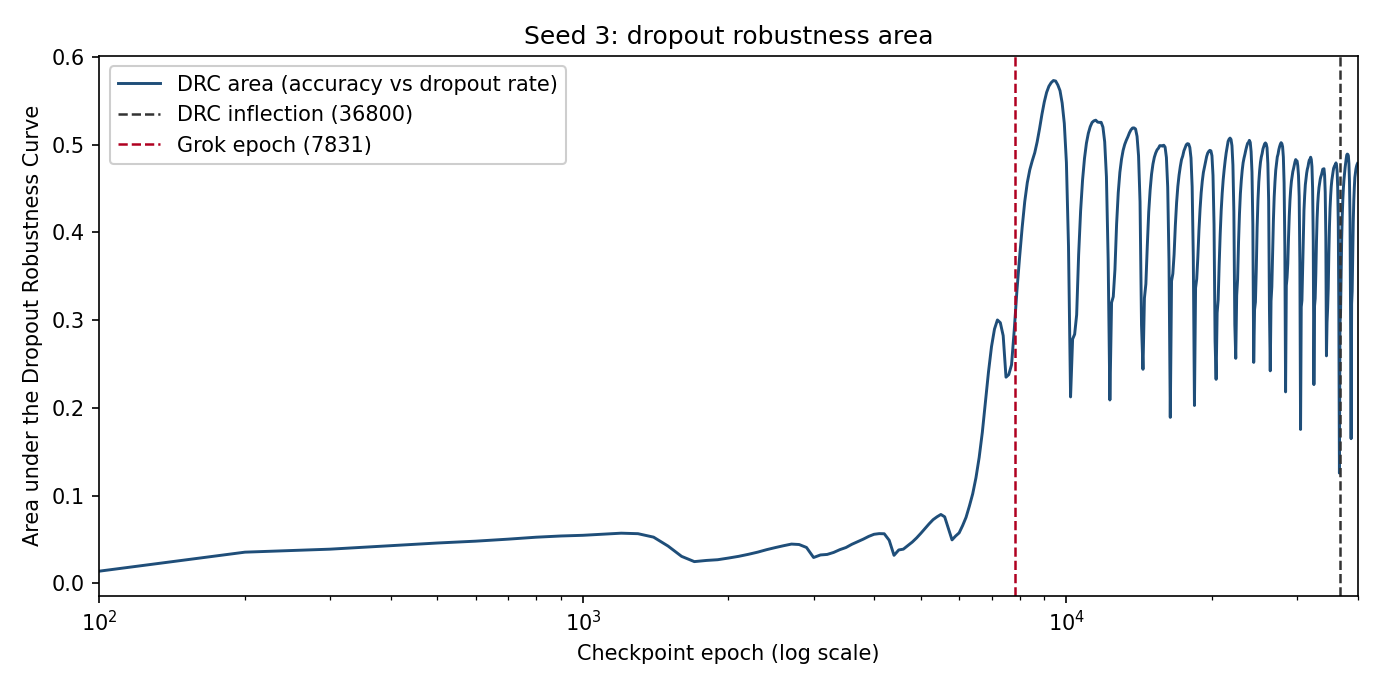 Seed 3: dropout robustness area
DRC area (accuracy vs dropout rate)
DRC inflection (36800)
Grok epoch (7831)
Area under the Dropout Robustness Curve
0.6
0.5
0.4
0.3
0.2
0.1
0.0
10²
10³
10⁴
Checkpoint epoch (log scale)